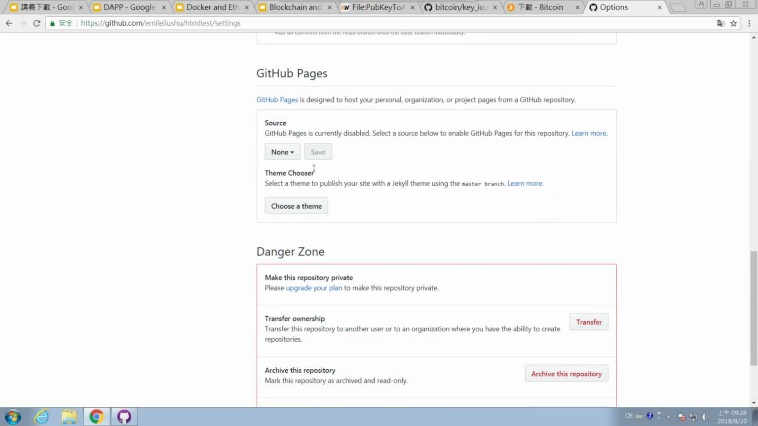 講義下載 - Goo
DAPP - Google
Docker and Eth
Blockchain and
File:PubKeyTo
bitcoin/key_io.
下載 - Bitcoin
Options
安全
https://github.com/emileliushu/htmltest/settings
GitHub Pages
GitHub Pages is designed to host your personal, organization, or project pages from a GitHub repository.
Source
GitHub Pages is currently disabled. Select a source below to enable GitHub Pages for this repository. Learn more.
None
Save
Theme Chooser
Select a theme to publish your site with a Jekyll theme using the master branch. Learn more.
Choose a theme
Danger Zone
Make this repository private
Please upgrade your plan to make this repository private.
Transfer ownership
Transfer this repository to another user or to an organization where you have the ability to create
repositories.
Transfer
Archive this repository
Mark this repository as archived and read-only.
Archive this repository
CH
上午 09:28
2018/8/20